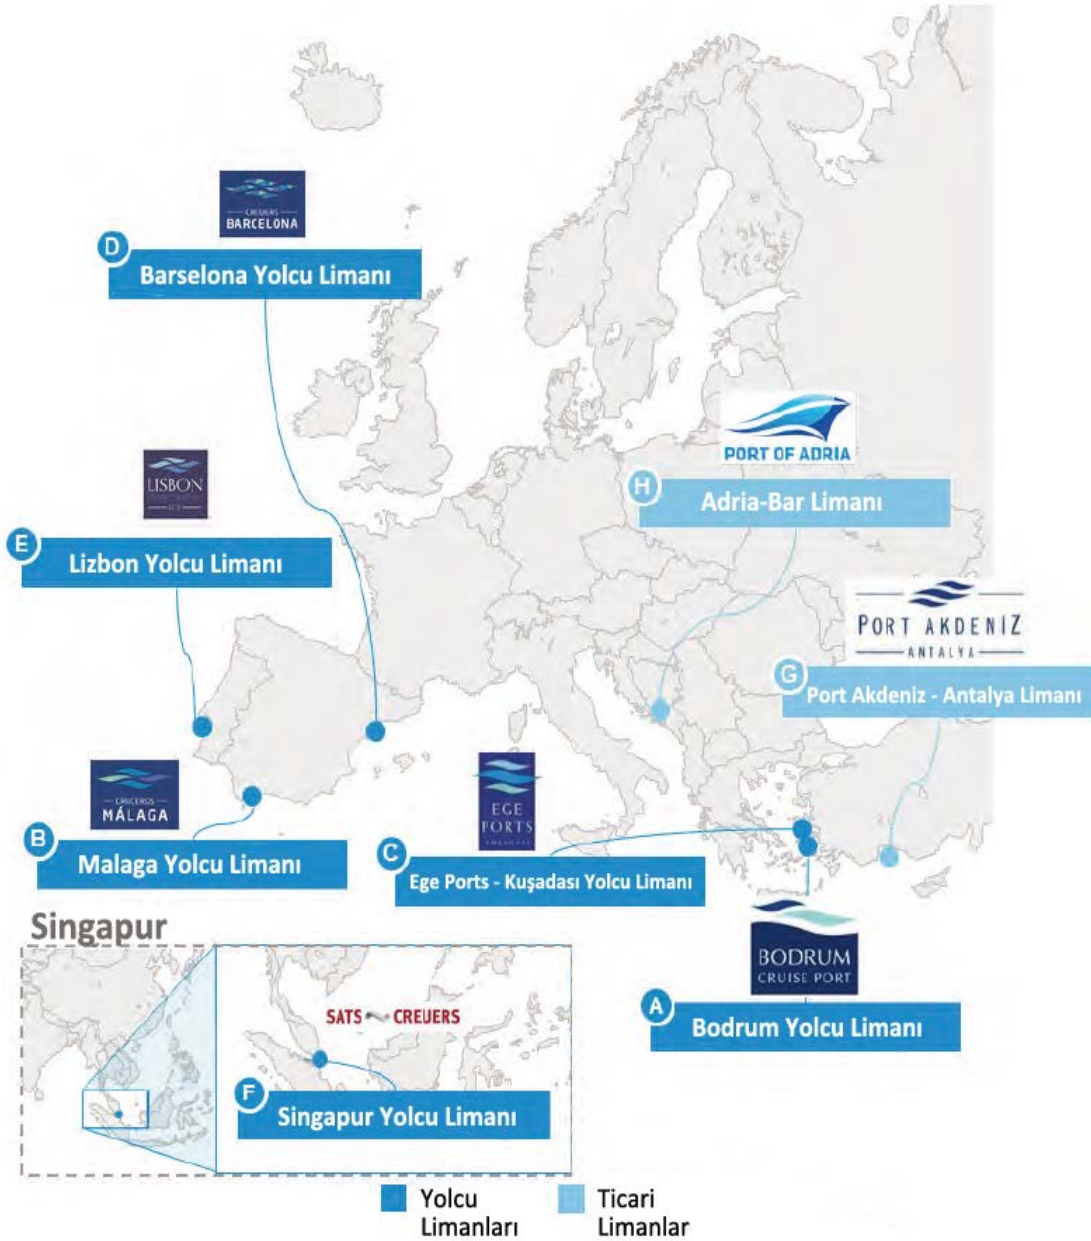 CREUERS
BARCELONA
D
Barselona Yolcu Limanı
LISBON
E
Lizbon Yolcu Limanı
PORT OF ADRIA
H
Adria-Bar Limanı
PORT AKDENİZ
ANTALYA
G
Port Akdeniz - Antalya Limanı
CRUCEROS
MÁLAGA
B
Malaga Yolcu Limanı
EGE
PORTS
C
Ege Ports - Kuşadası Yolcu Limanı
BODRUM
CRUISE PORT
A
Bodrum Yolcu Limanı
Singapur
SATS CREUERS
F
Singapur Yolcu Limanı
Yolcu
Limanları
Ticari
Limanlar